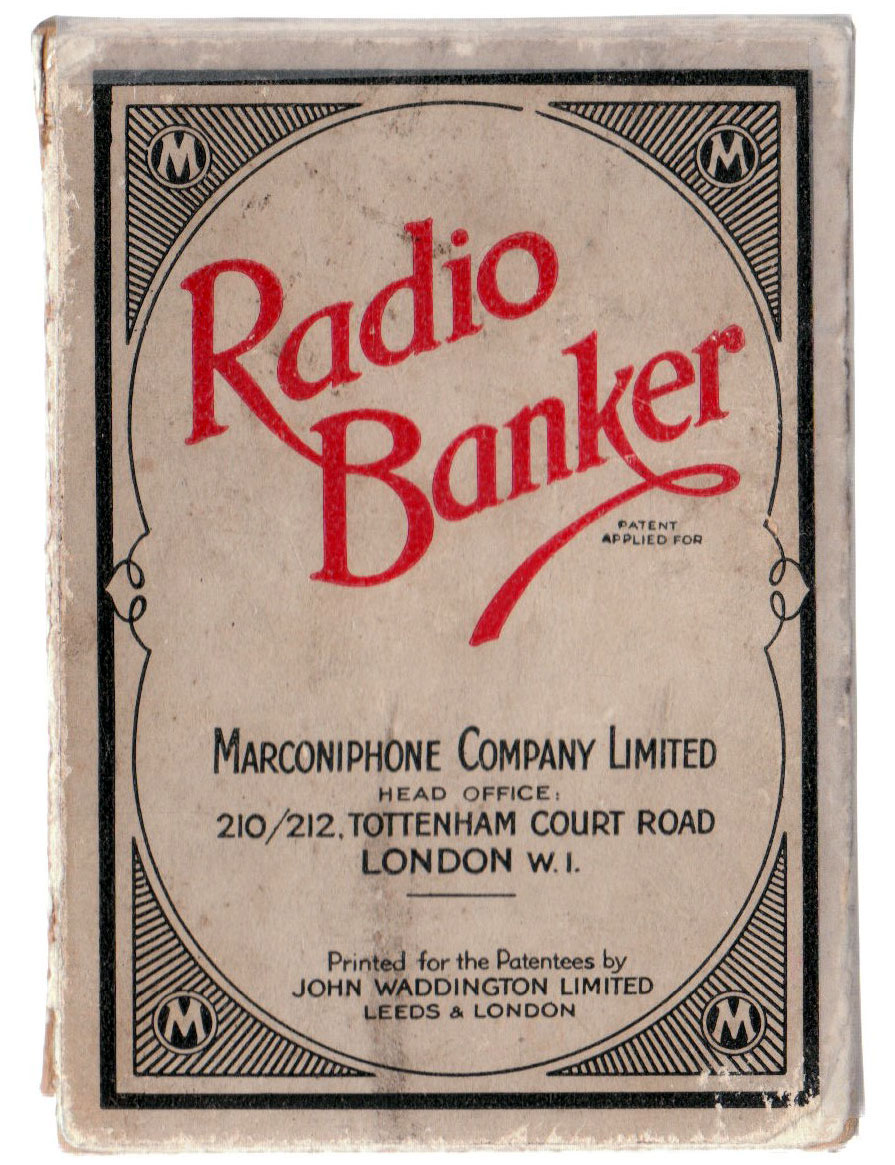 M M
Radio
Banker
PATENT
APPLIED FOR
MARCONIPHONE COMPANY LIMITED
HEAD OFFICE:
210/212, TOTTENHAM COURT ROAD
LONDON W.1.
Printed for the Patentees by
JOHN WADDINGTON LIMITED
LEEDS & LONDON
M M